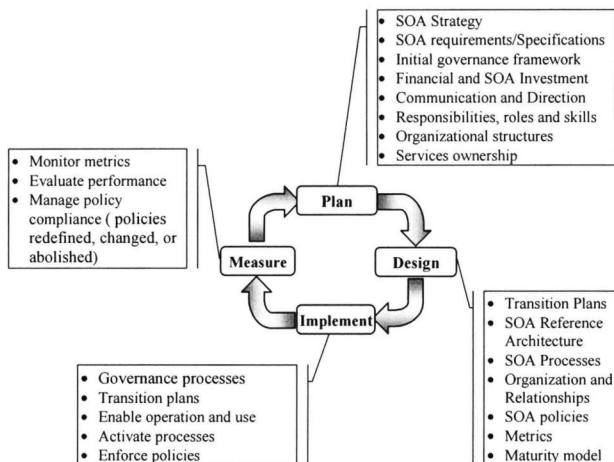 • SOA Strategy
• SOA requirements/Specifications
• Initial governance framework
• Financial and SOA Investment
• Communication and Direction
• Responsibilities, roles and skills
• Organizational structures
• Services ownership
• Monitor metrics
• Evaluate performance
• Manage policy
compliance ( policies
redefined, changed, or
abolished)
Plan
Measure
Design
Implement
• Transition Plans
• SOA Reference
Architecture
• SOA Processes
• Organization and
Relationships
• SOA policies
• Metrics
• Maturity model
• Governance processes
• Transition plans
• Enable operation and use
• Activate processes
• Enforce policies